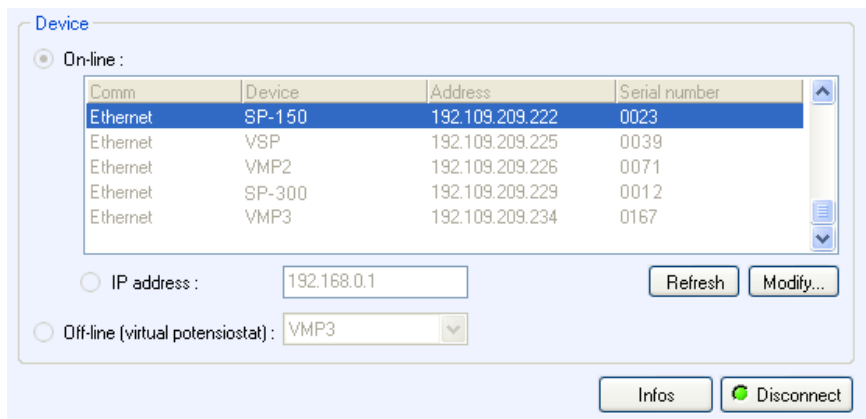 Device
On-line :
Comm Device Address Serial number
Ethernet SP-150 192.109.209.222 0023
Ethernet VSP 192.109.209.225 0039
Ethernet VMP2 192.109.209.226 0071
Ethernet SP-300 192.109.209.229 0012
Ethernet VMP3 192.109.209.234 0167
IP address : 192.168.0.1 Refresh Modify...
Off-line (virtual potensiostat) : VMP3
Infos Disconnect